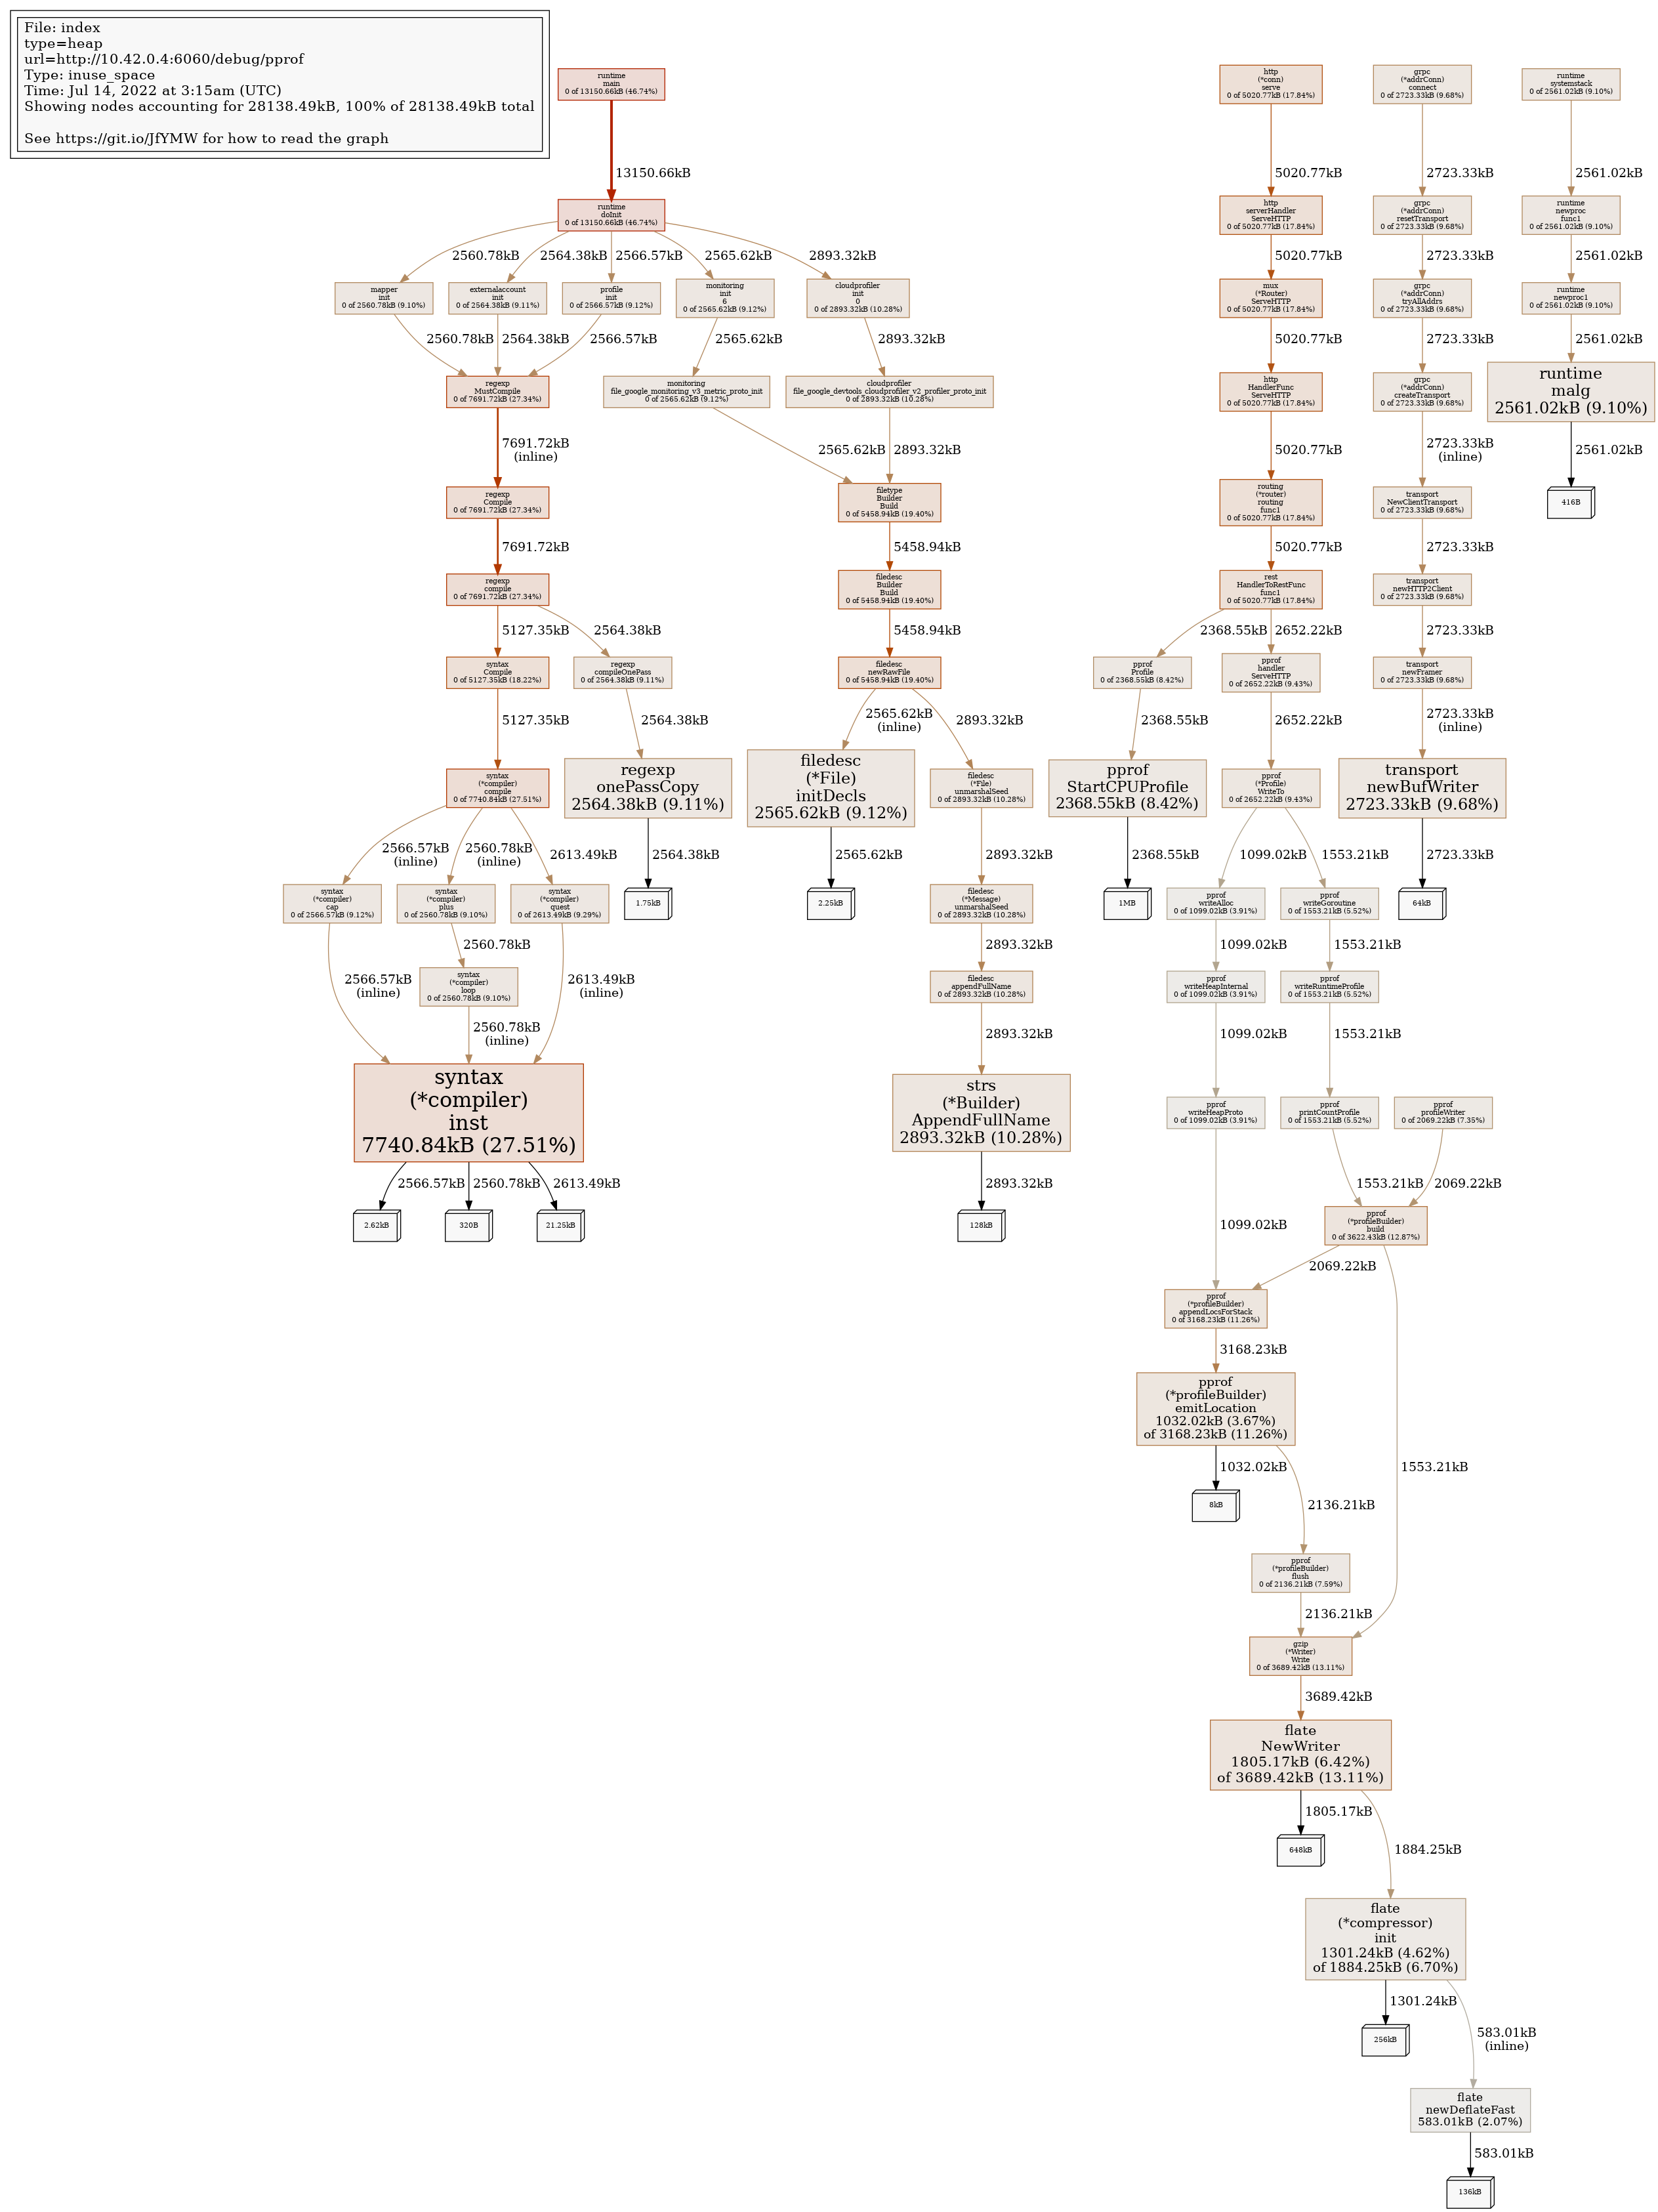 File: index
type=heap
url=http://10.42.0.4:6060/debug/pprof
Type: inuse_space
Time: Jul 14, 2022 at 3:15am (UTC)
Showing nodes accounting for 28138.49kB, 100% of 28138.49kB total
See https://git.io/JfYMW for how to read the graph
runtime
main
0 of 13150.66kB (46.74%)
http
(*conn)
serve
0 of 5020.77kB (17.84%)
grpc
(*addrConn)
connect
0 of 2723.33kB (9.68%)
runtime
systemstack
0 of 2561.02kB (9.10%)
13150.66kB
5020.77kB
2723.33kB
2561.02kB
runtime
doInit
0 of 13150.66kB (46.74%)
http
serverHandler
ServeHTTP
0 of 5020.77kB (17.84%)
grpc
(*addrConn)
resetTransport
0 of 2723.33kB (9.68%)
runtime
newproc
func1
0 of 2561.02kB (9.10%)
2560.78kB
2564.38kB
2566.57kB
2565.62kB
2893.32kB
5020.77kB
2723.33kB
2561.02kB
mapper
init
0 of 2560.78kB (9.10%)
externalaccount
init
0 of 2564.38kB (9.11%)
profile
init
0 of 2566.57kB (9.12%)
monitoring
init
6
0 of 2565.62kB (9.12%)
cloudprofiler
init
0
0 of 2893.32kB (10.28%)
mux
(*Router)
ServeHTTP
0 of 5020.77kB (17.84%)
grpc
(*addrConn)
tryAllAddrs
0 of 2723.33kB (9.68%)
runtime
newproc1
0 of 2561.02kB (9.10%)
2560.78kB
2564.38kB
2566.57kB
2565.62kB
2893.32kB
5020.77kB
2723.33kB
2561.02kB
regexp
MustCompile
0 of 7691.72kB (27.34%)
monitoring
file_google_monitoring_v3_metric_proto_init
0 of 2565.62kB (9.12%)
cloudprofiler
file_google_devtools_cloudprofiler_v2_profiler_proto_init
0 of 2893.32kB (10.28%)
http
HandlerFunc
ServeHTTP
0 of 5020.77kB (17.84%)
grpc
(*addrConn)
createTransport
0 of 2723.33kB (9.68%)
runtime
malg
2561.02kB (9.10%)
7691.72kB
(inline)
2565.62kB
2893.32kB
5020.77kB
2723.33kB
(inline)
2561.02kB
regexp
Compile
0 of 7691.72kB (27.34%)
filetype
Builder
Build
0 of 5458.94kB (19.40%)
routing
(*router)
routing
func1
0 of 5020.77kB (17.84%)
transport
NewClientTransport
0 of 2723.33kB (9.68%)
416B
7691.72kB
5458.94kB
5020.77kB
2723.33kB
regexp
compile
0 of 7691.72kB (27.34%)
filedesc
Builder
Build
0 of 5458.94kB (19.40%)
rest
HandlerToRestFunc
func1
0 of 5020.77kB (17.84%)
transport
newHTTP2Client
0 of 2723.33kB (9.68%)
5127.35kB
2564.38kB
5458.94kB
2368.55kB
2652.22kB
2723.33kB
syntax
Compile
0 of 5127.35kB (18.22%)
regexp
compileOnePass
0 of 2564.38kB (9.11%)
filedesc
newRawFile
0 of 5458.94kB (19.40%)
pprof
Profile
0 of 2368.55kB (8.42%)
pprof
handler
ServeHTTP
0 of 2652.22kB (9.43%)
transport
newFramer
0 of 2723.33kB (9.68%)
5127.35kB
2564.38kB
2565.62kB
(inline)
2893.32kB
2368.55kB
2652.22kB
2723.33kB
(inline)
syntax
(*compiler)
compile
0 of 7740.84kB (27.51%)
regexp
onePassCopy
2564.38kB (9.11%)
filedesc
(*File)
initDecls
2565.62kB (9.12%)
filedesc
(*File)
unmarshalSeed
0 of 2893.32kB (10.28%)
pprof
StartCPUProfile
2368.55kB (8.42%)
pprof
(*Profile)
WriteTo
0 of 2652.22kB (9.43%)
transport
newBufWriter
2723.33kB (9.68%)
2566.57kB
(inline)
2560.78kB
(inline)
2613.49kB
2564.38kB
2565.62kB
2893.32kB
2368.55kB
1099.02kB
1553.21kB
2723.33kB
syntax
(*compiler)
cap
0 of 2566.57kB (9.12%)
syntax
(*compiler)
plus
0 of 2560.78kB (9.10%)
syntax
(*compiler)
quest
0 of 2613.49kB (9.29%)
1.75kB
2.25kB
filedesc
(*Message)
unmarshalSeed
0 of 2893.32kB (10.28%)
1MB
pprof
writeAlloc
0 of 1099.02kB (3.91%)
pprof
writeGoroutine
0 of 1553.21kB (5.52%)
64kB
2566.57kB
(inline)
2560.78kB
2613.49kB
(inline)
2893.32kB
1099.02kB
1553.21kB
syntax
(*compiler)
loop
0 of 2560.78kB (9.10%)
filedesc
appendFullName
0 of 2893.32kB (10.28%)
pprof
writeHeapInternal
0 of 1099.02kB (3.91%)
pprof
writeRuntimeProfile
0 of 1553.21kB (5.52%)
2560.78kB
(inline)
2893.32kB
1099.02kB
1553.21kB
syntax
(*compiler)
inst
7740.84kB (27.51%)
strs
(*Builder)
AppendFullName
2893.32kB (10.28%)
pprof
writeHeapProto
0 of 1099.02kB (3.91%)
pprof
printCountProfile
0 of 1553.21kB (5.52%)
pprof
profileWriter
0 of 2069.22kB (7.35%)
2566.57kB
2560.78kB
2613.49kB
2893.32kB
1553.21kB
2069.22kB
2.62kB
320B
21.25kB
128kB
1099.02kB
pprof
(*profileBuilder)
build
0 of 3622.43kB (12.87%)
2069.22kB
pprof
(*profileBuilder)
appendLocsForStack
0 of 3168.23kB (11.26%)
3168.23kB
pprof
(*profileBuilder)
emitLocation
1032.02kB (3.67%)
of 3168.23kB (11.26%)
1032.02kB
1553.21kB
8kB
2136.21kB
pprof
(*profileBuilder)
flush
0 of 2136.21kB (7.59%)
2136.21kB
gzip
(*Writer)
Write
0 of 3689.42kB (13.11%)
3689.42kB
flate
NewWriter
1805.17kB (6.42%)
of 3689.42kB (13.11%)
1805.17kB
648kB
1884.25kB
flate
(*compressor)
init
1301.24kB (4.62%)
of 1884.25kB (6.70%)
1301.24kB
256kB
583.01kB
(inline)
flate
newDeflateFast
583.01kB (2.07%)
583.01kB
136kB